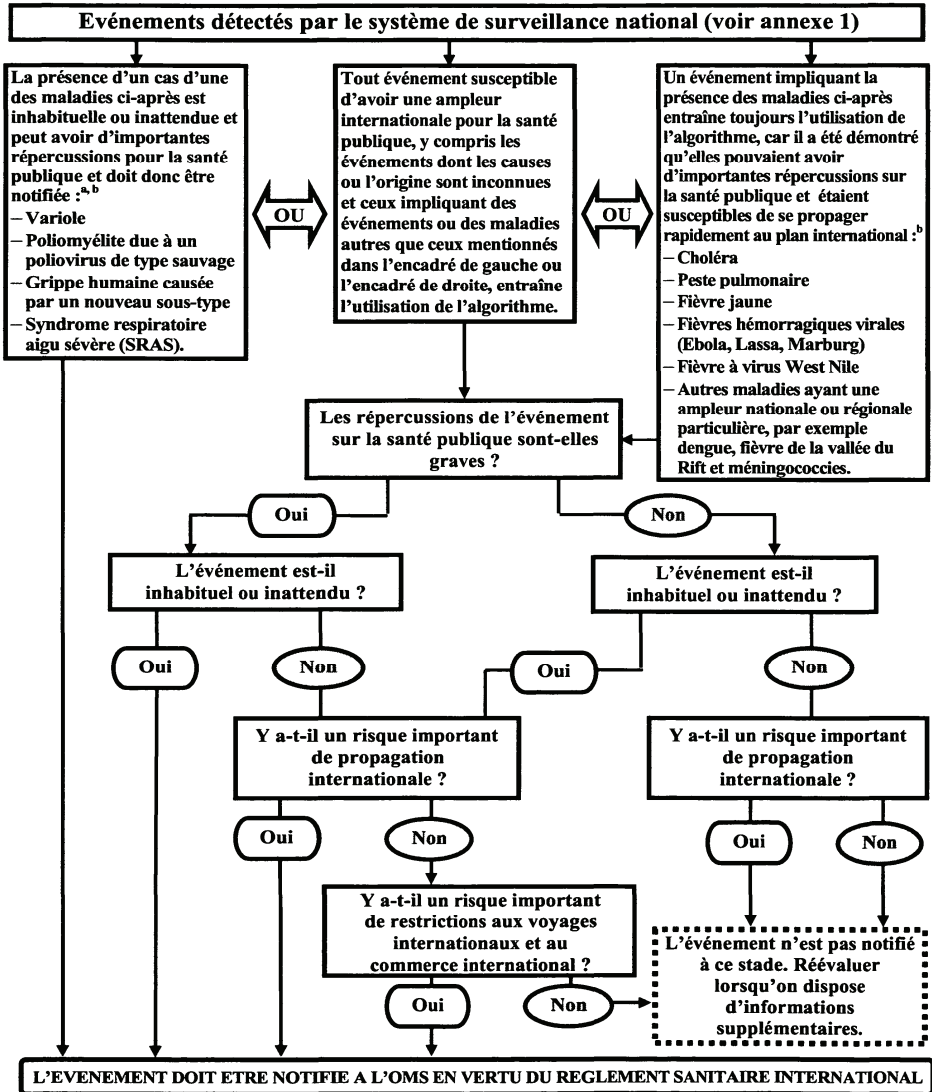 Evénements détectés par le système de surveillance national (voir annexe 1)
La présence d'un cas d'une
des maladies ci-après est
inhabituelle ou inattendue et
peut avoir d'importantes
répercussions pour la santé
publique et doit donc être
notifiée :a, b
– Variole
– Poliomyélite due à un
poliovirus de type sauvage
– Grippe humaine causée
par un nouveau sous-type
– Syndrome respiratoire
aigu sévère (SRAS).
OU
Tout événement susceptible
d'avoir une ampleur
internationale pour la santé
publique, y compris les
événements dont les causes
ou l'origine sont inconnues
et ceux impliquant des
événements ou des maladies
autres que ceux mentionnés
dans l'encadré de gauche ou
l'encadré de droite, entraîne
l'utilisation de l'algorithme.
OU
Un événement impliquant la
présence des maladies ci-après
entraîne toujours l'utilisation de
l'algorithme, car il a été démontré
qu'elles pouvaient avoir
d'importantes répercussions sur
la santé publique et étaient
susceptibles de se propager
rapidement au plan international :b
– Choléra
– Peste pulmonaire
– Fièvre jaune
– Fièvres hémorragiques virales
(Ebola, Lassa, Marburg)
– Fièvre à virus West Nile
– Autres maladies ayant une
ampleur nationale ou régionale
particulière, par exemple
dengue, fièvre de la vallée du
Rift et méningococcies.
Les répercussions de l'événement
sur la santé publique sont-elles
graves ?
Oui
Non
L'événement est-il
inhabituel ou inattendu ?
L'événement est-il
inhabituel ou inattendu ?
Oui
Non
Oui
Non
Y a-t-il un risque important
de propagation
internationale ?
Y a-t-il un risque important
de propagation
internationale ?
Oui
Non
Oui
Non
Y a-t-il un risque important
de restrictions aux voyages
internationaux et au
commerce international ?
L'événement n'est pas notifié
à ce stade. Réévaluer
lorsqu'on dispose
d'informations
supplémentaires.
Oui
Non
L'EVENEMENT DOIT ETRE NOTIFIE A L'OMS EN VERTU DU REGLEMENT SANITAIRE INTERNATIONAL